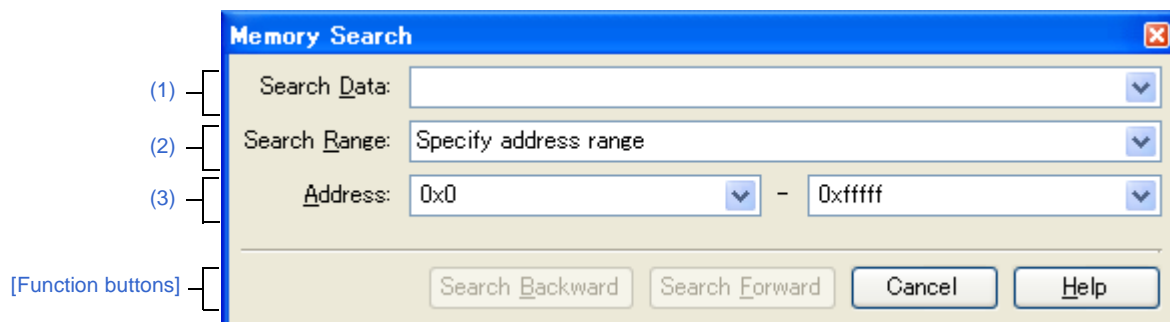 Memory Search
(1) Search Data:
(2) Search Range: Specify address range
(3) Address: 0x0 - 0xfffff
[Function buttons] Search Backward Search Forward Cancel Help